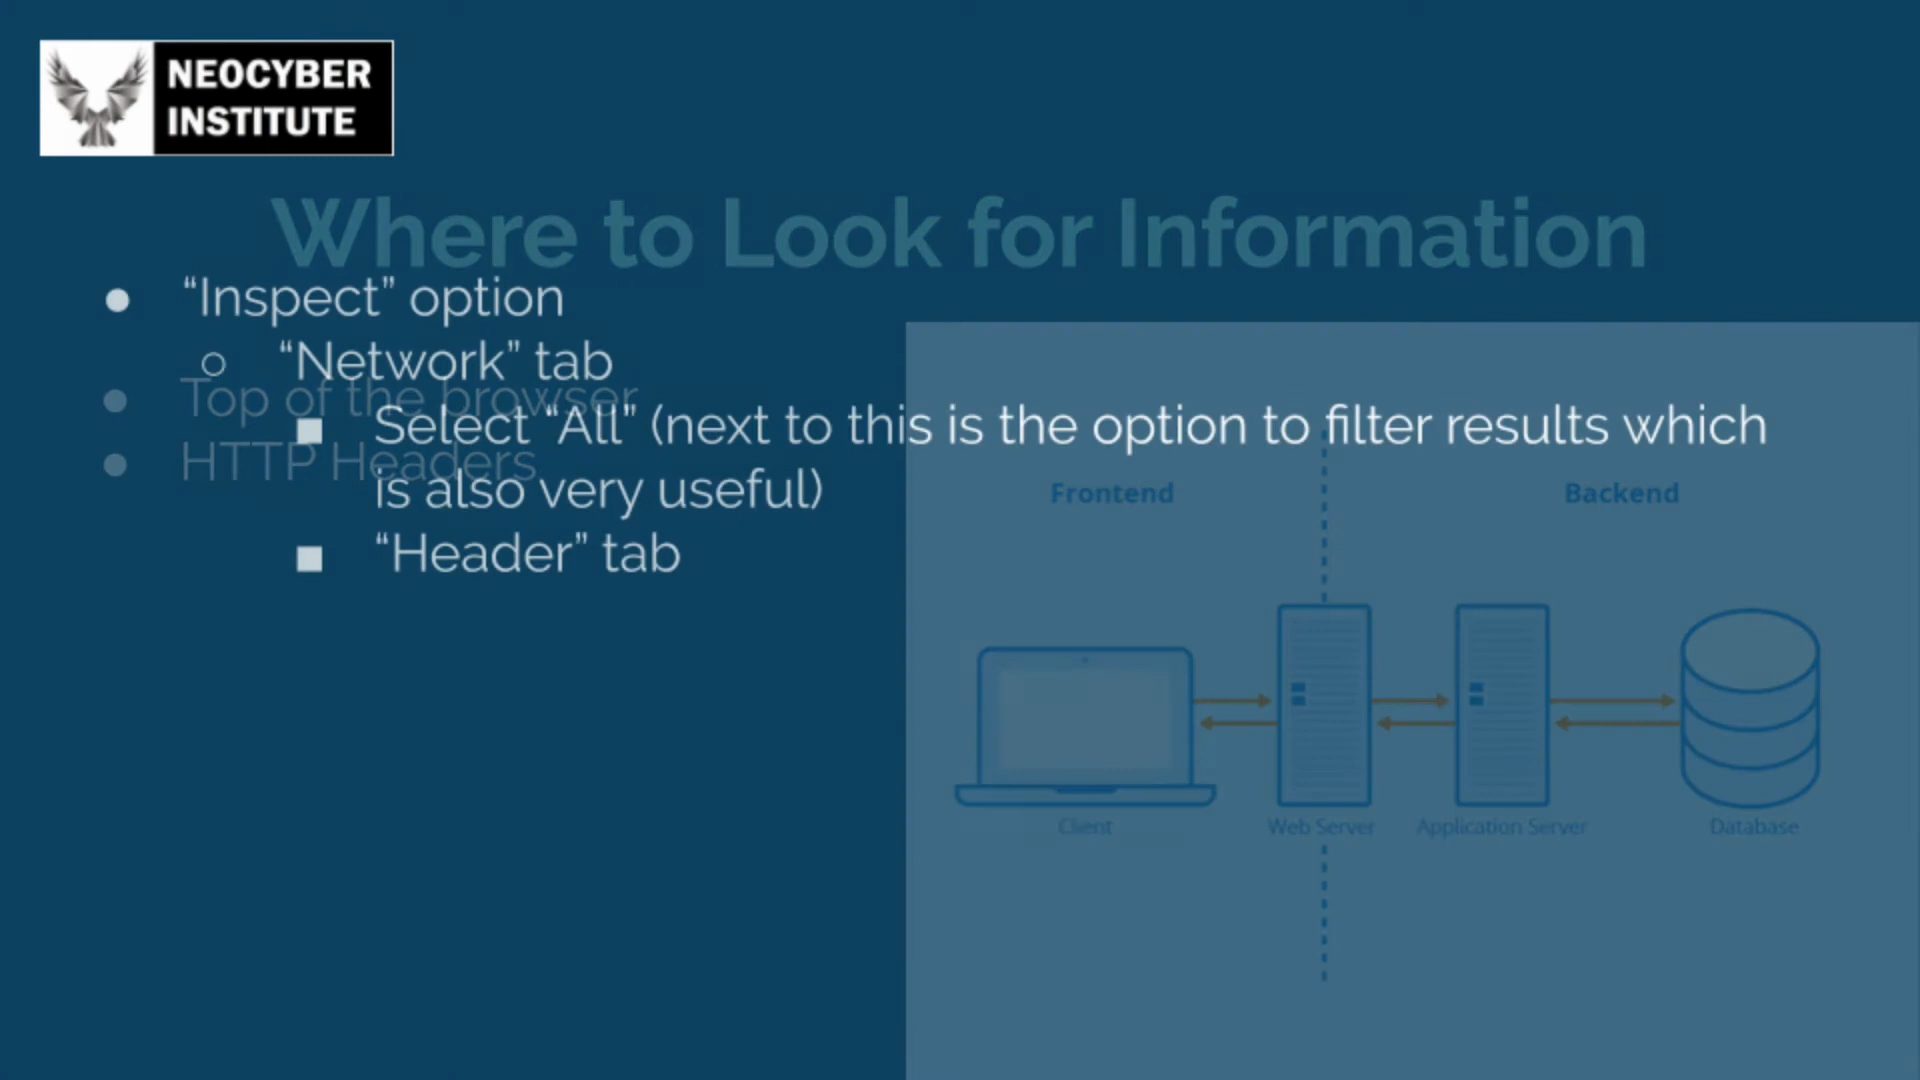 NEOCYBER
INSTITUTE
Where to Look for Information
● “Inspect” option
○ “Network” tab
● Top of the browser
■ Select “All” (next to this is the option to filter results which
● HTTP Headers
is also very useful)
■ “Header” tab
Frontend
Backend
Client
Web Server
Application Server
Database